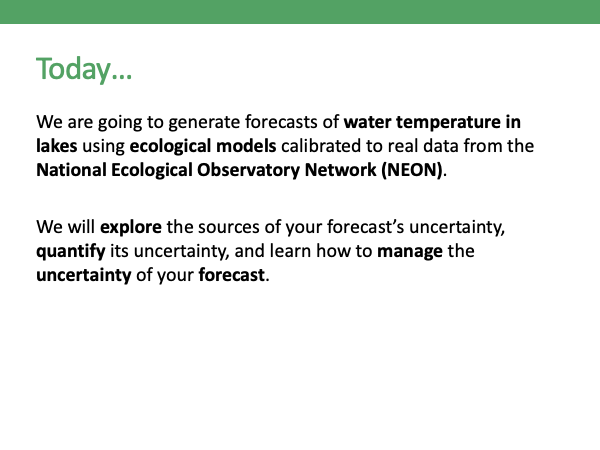 Today…
We are going to generate forecasts of water temperature in
lakes using ecological models calibrated to real data from the
National Ecological Observatory Network (NEON).
We will explore the sources of your forecast’s uncertainty,
quantify its uncertainty, and learn how to manage the
uncertainty of your forecast.